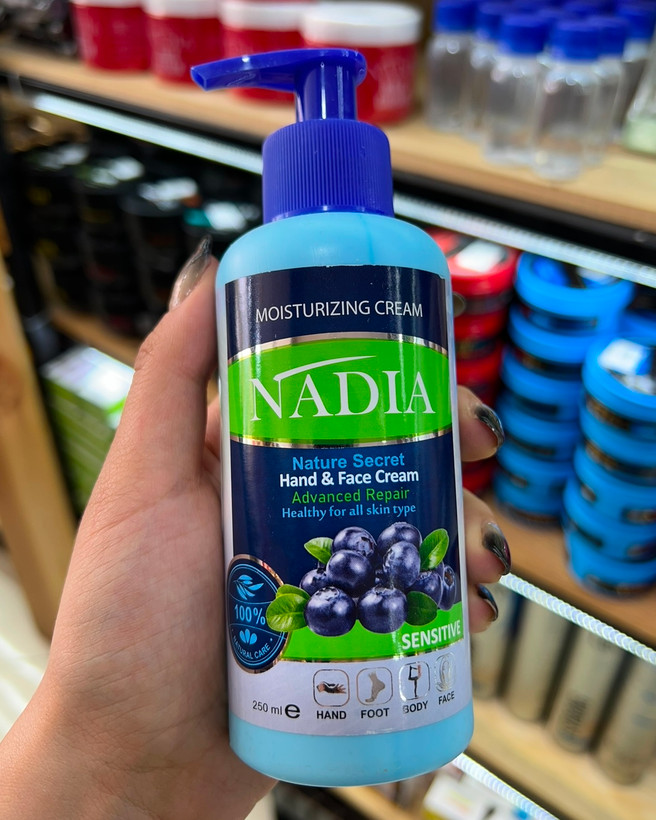 MOISTURIZING CREAM
NADIA
Nature Secret
Hand & Face Cream
Advanced Repair
Healthy for all skin type
100%
NATURAL CARE
SENSITIVE
250 ml e
HAND FOOT BODY FACE